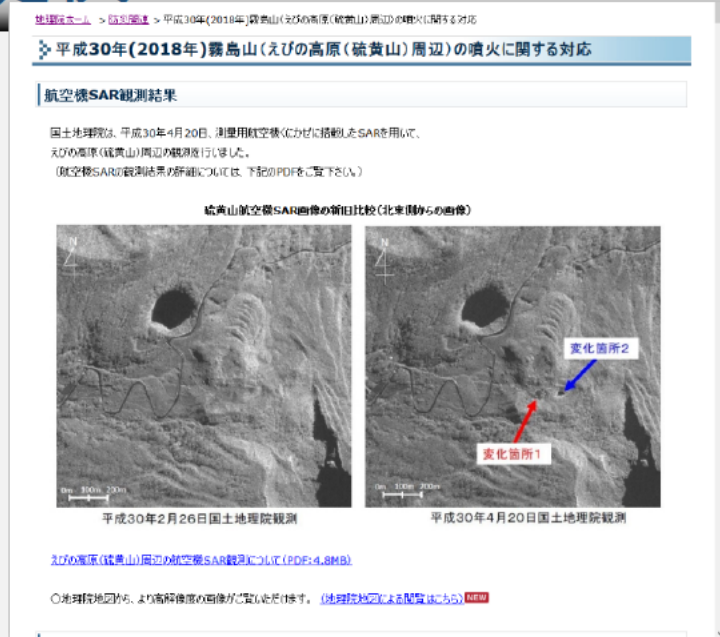 地理院ホーム > 防災関連 > 平成30年(2018年)霧島山(えびの高原(硫黄山)周辺)の噴火に関する対応
平成30年(2018年)霧島山(えびの高原(硫黄山)周辺)の噴火に関する対応
航空機SAR観測結果
国土地理院は、平成30年4月20日、測量用航空機くにかぜに搭載したSARを用いて、
えびの高原(硫黄山)周辺の観測を行いました。
(航空機SARの観測結果の詳細については、下記のPDFをご覧下さい。)
硫黄山航空機SAR画像の新旧比較(北東側からの画像)
N
N
変化箇所2
変化箇所1
0m 100m 200m
0m 100m 200m
平成30年2月26日国土地理院観測
平成30年4月20日国土地理院観測
えびの高原(硫黄山)周辺の航空機SAR観測について(PDF:4.8MB)
○地理院地図から、より高解像度の画像がご覧いただけます。 (地理院地図による閲覧はこちら) NEW